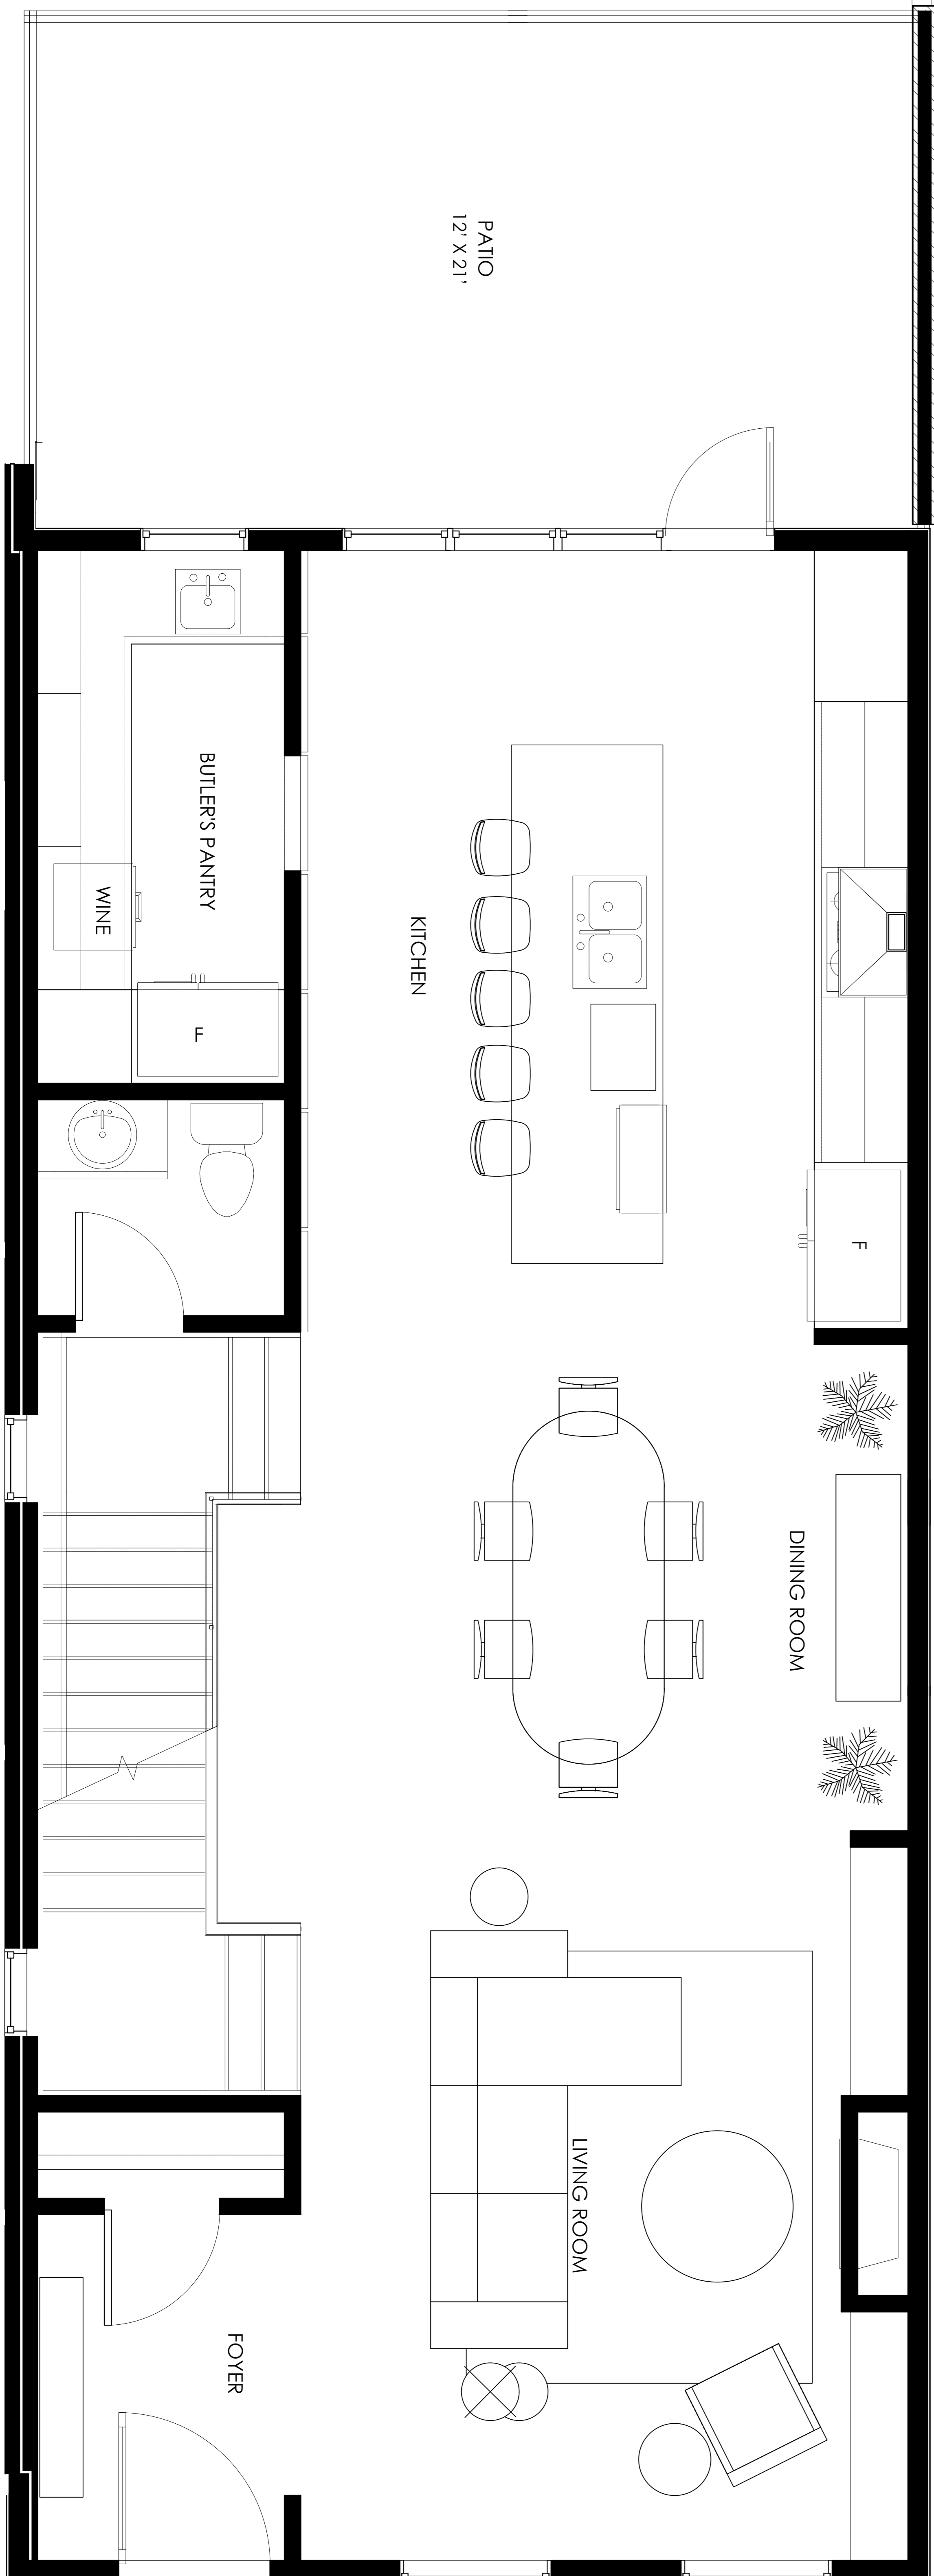 PATIO
12' X 21'
BUTLER'S PANTRY
WINE
F
KITCHEN
F
DINING ROOM
LIVING ROOM
FOYER